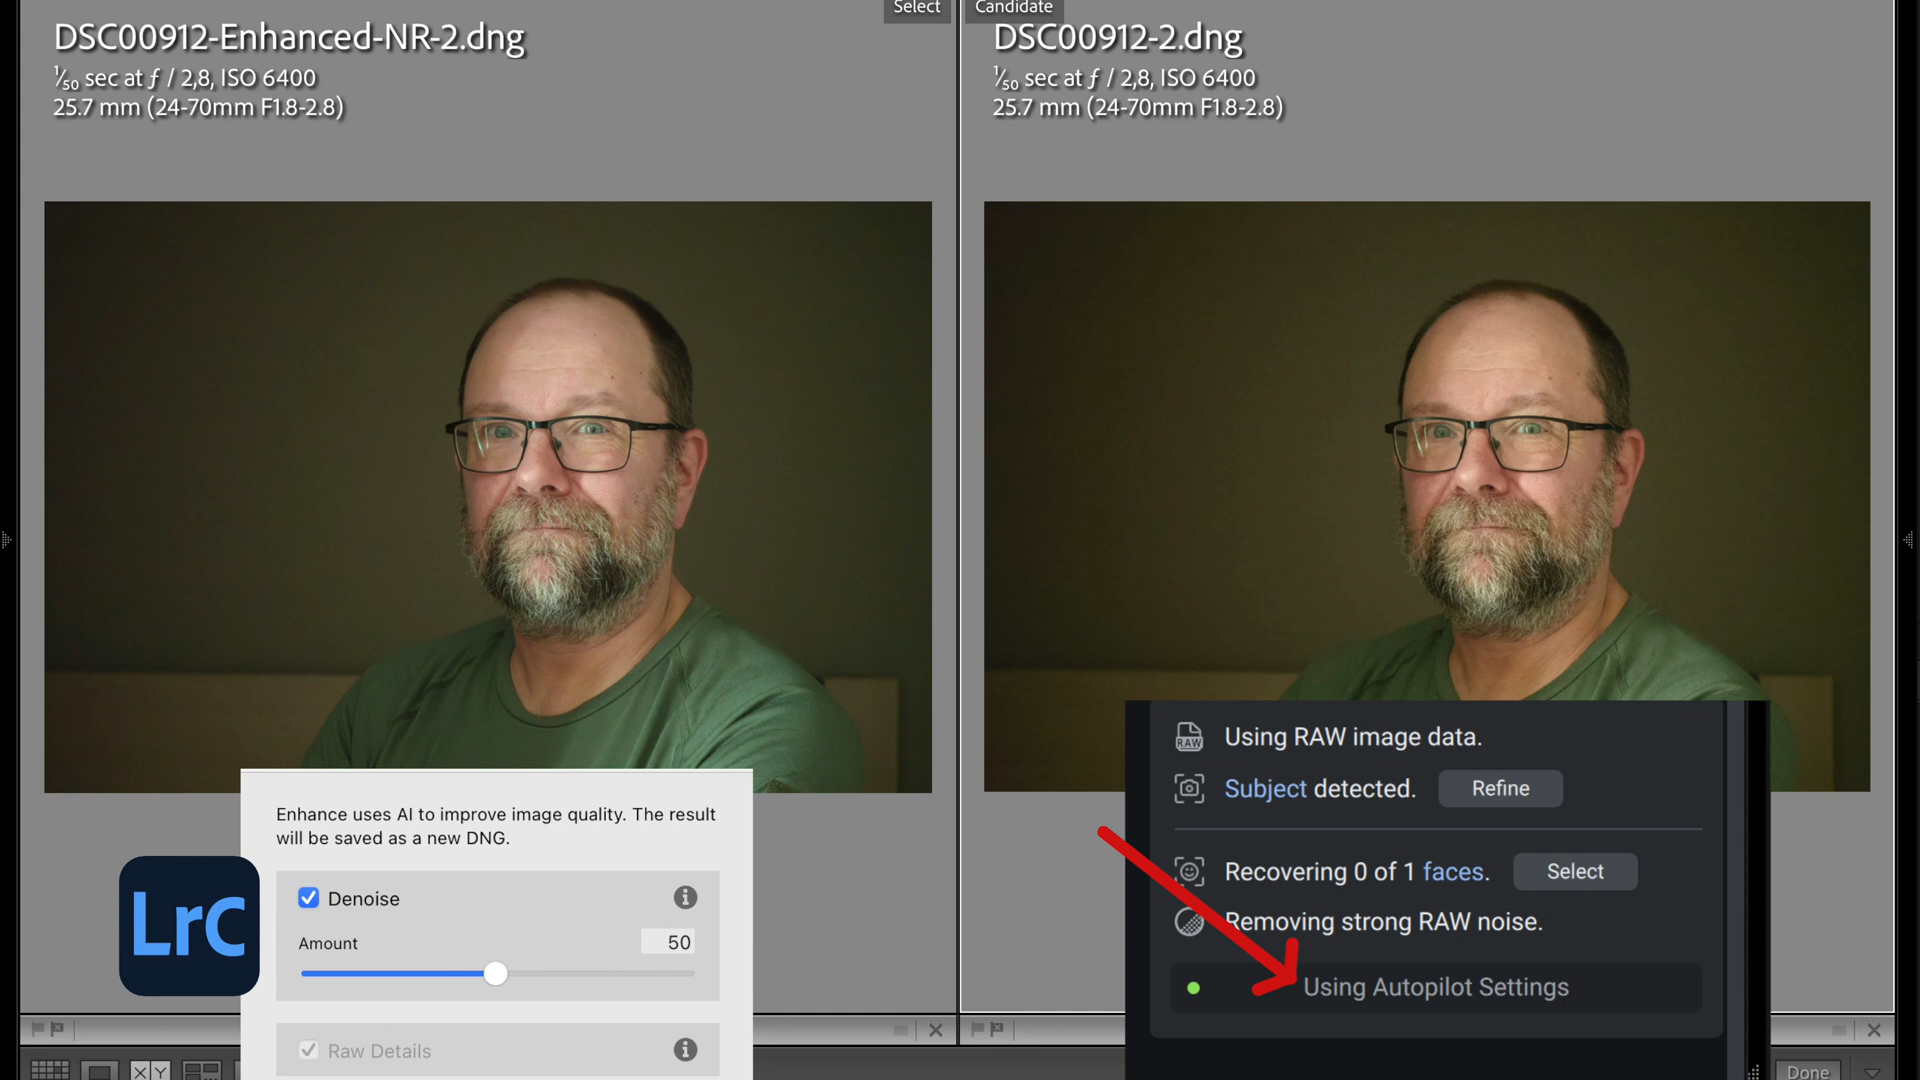 Select
DSC00912-Enhanced-NR-2.dng
1/50 sec at ƒ / 2,8, ISO 6400
25.7 mm (24-70mm F1.8-2.8)
Candidate
DSC00912-2.dng
1/50 sec at ƒ / 2,8, ISO 6400
25.7 mm (24-70mm F1.8-2.8)
Enhance uses AI to improve image quality. The result
will be saved as a new DNG.
Denoise
Amount 50
Raw Details
LrC
RAW Using RAW image data.
Subject detected. Refine
Recovering 0 of 1 faces. Select
Removing strong RAW noise.
Using Autopilot Settings
XY
Done